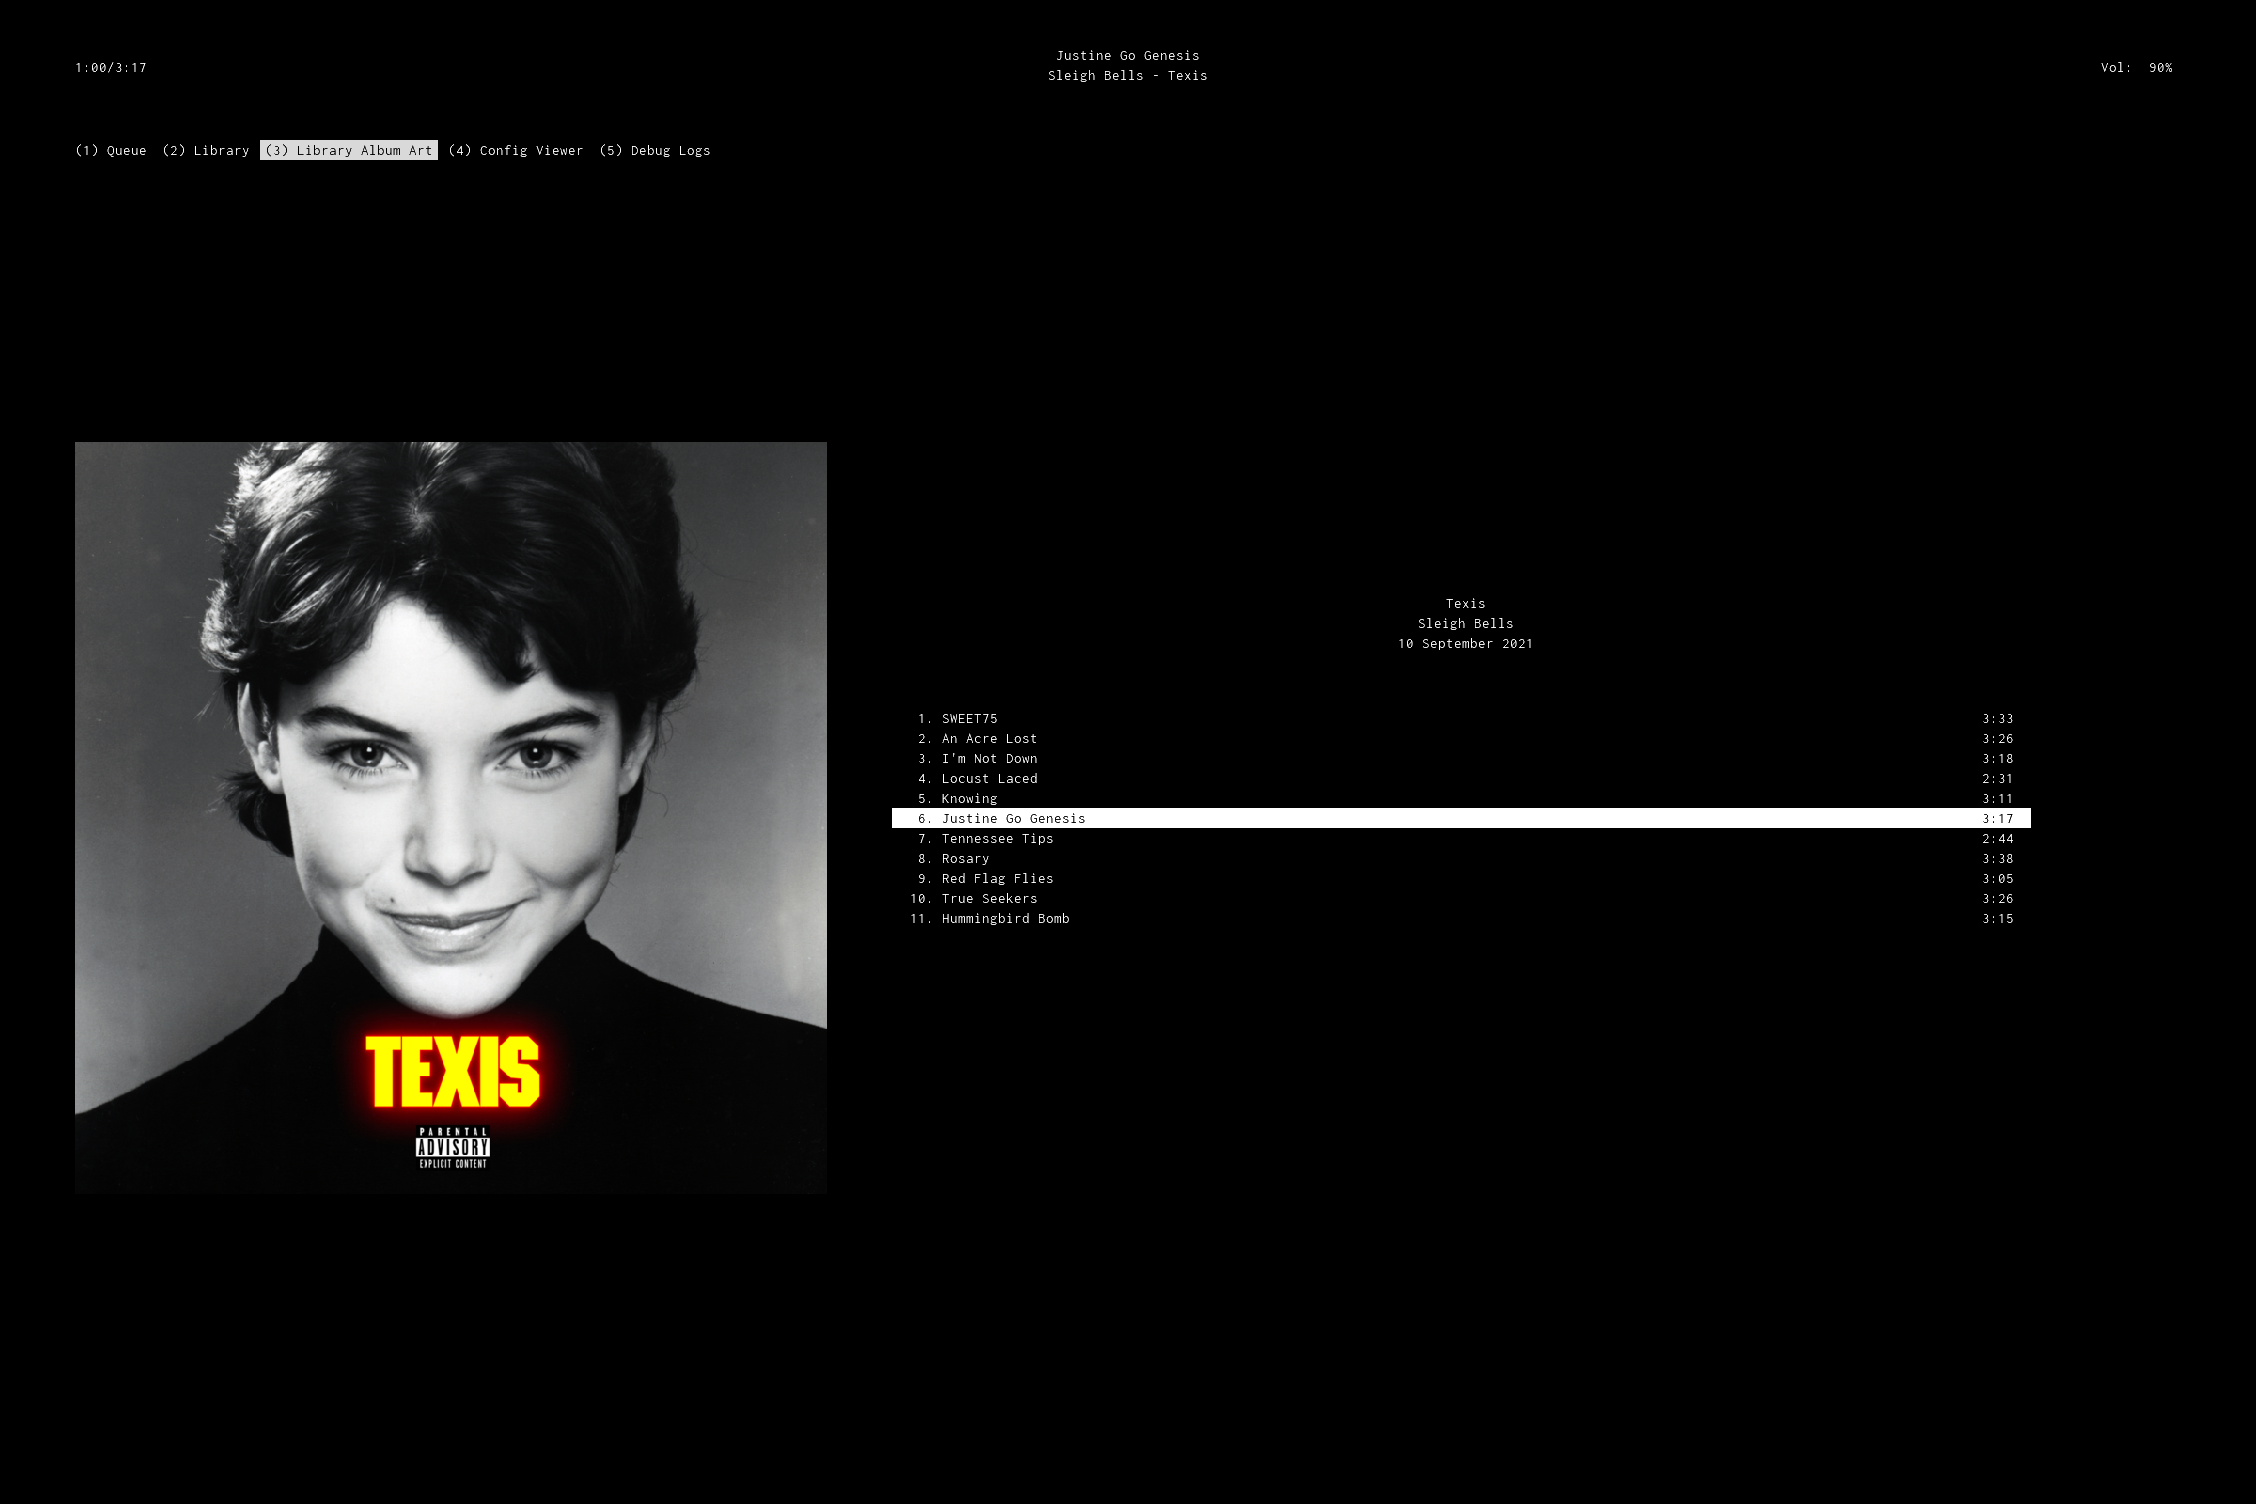 1:00/3:17
Justine Go Genesis
Sleigh Bells - Texis
Vol:  90%
(1) Queue  (2) Library  (3) Library Album Art  (4) Config Viewer  (5) Debug Logs
TEXIS
PARENTAL
ADVISORY
EXPLICIT CONTENT
Texis
Sleigh Bells
10 September 2021
1. SWEET75 3:33
2. An Acre Lost 3:26
3. I'm Not Down 3:18
4. Locust Laced 2:31
5. Knowing 3:11
6. Justine Go Genesis 3:17
7. Tennessee Tips 2:44
8. Rosary 3:38
9. Red Flag Flies 3:05
10. True Seekers 3:26
11. Hummingbird Bomb 3:15